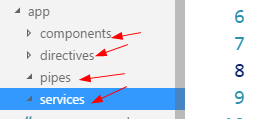 app
6
components
7
directives
pipes
8
services
9